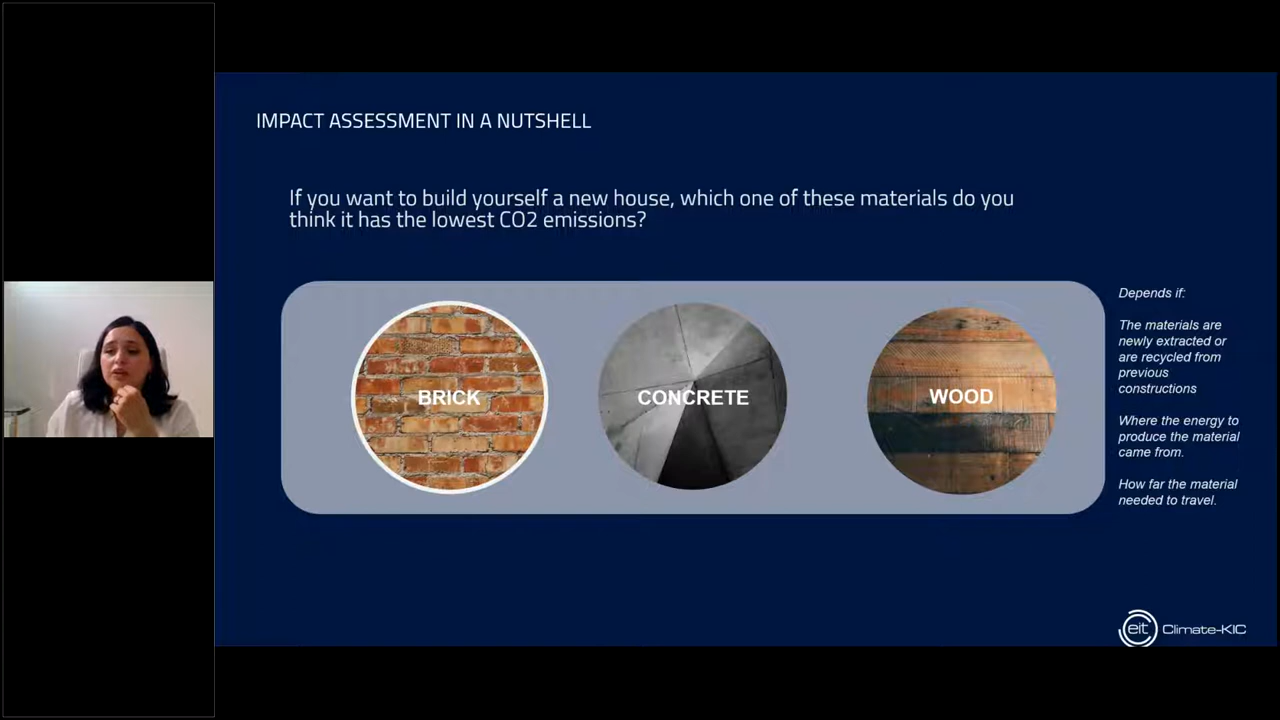 IMPACT ASSESSMENT IN A NUTSHELL
If you want to build yourself a new house, which one of these materials do you
think it has the lowest CO2 emissions?
BRICK
CONCRETE
WOOD
Depends if:
The materials are
newly extracted or
are recycled from
previous
constructions
Where the energy to
produce the material
came from.
How far the material
needed to travel.
eit Climate-KIC